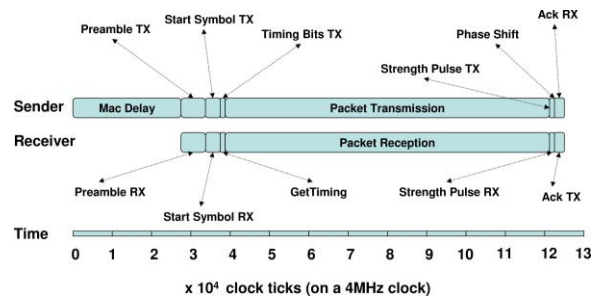 Ack RX
Start Symbol TX
Preamble TX
Timing Bits TX
Phase Shift
Strength Pulse TX
Sender
Mac Delay
Packet Transmission
Receiver
Packet Reception
Preamble RX
GetTiming
Strength Pulse RX
Ack TX
Start Symbol RX
Time
0 1 2 3 4 5 6 7 8 9 10 11 12 13
x 10⁴ clock ticks (on a 4MHz clock)